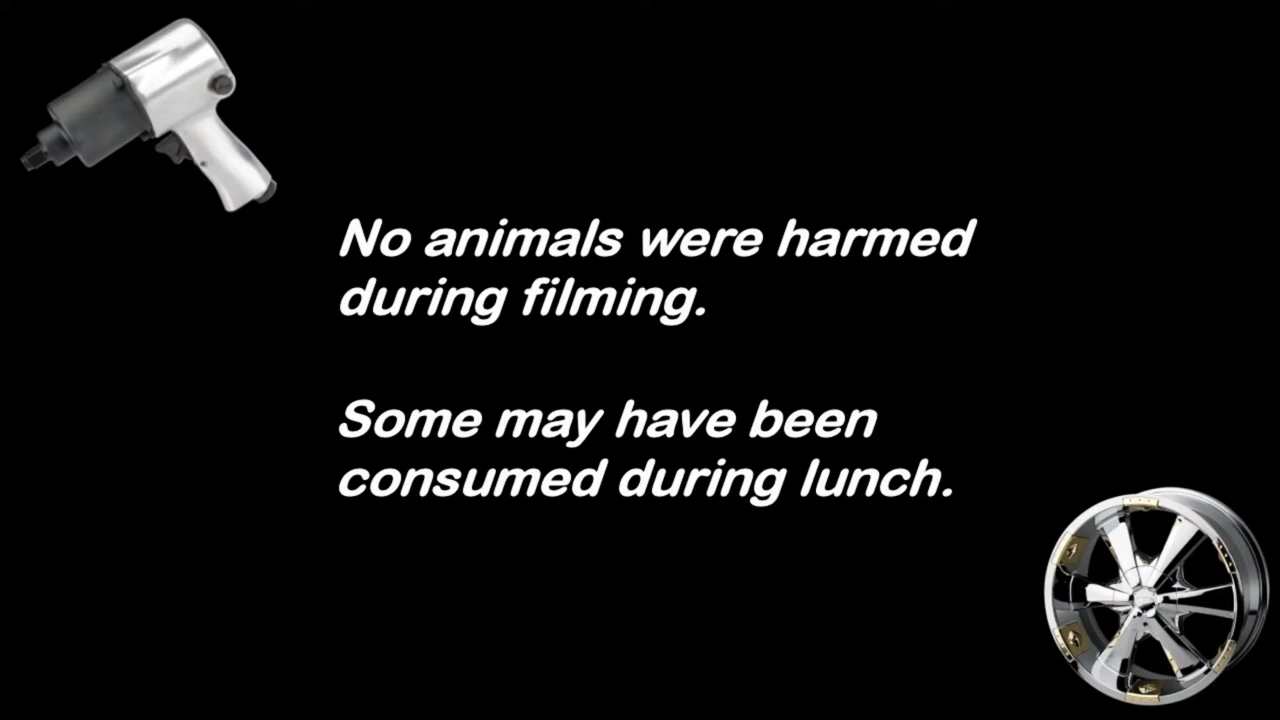 No animals were harmed
during filming.
Some may have been
consumed during lunch.